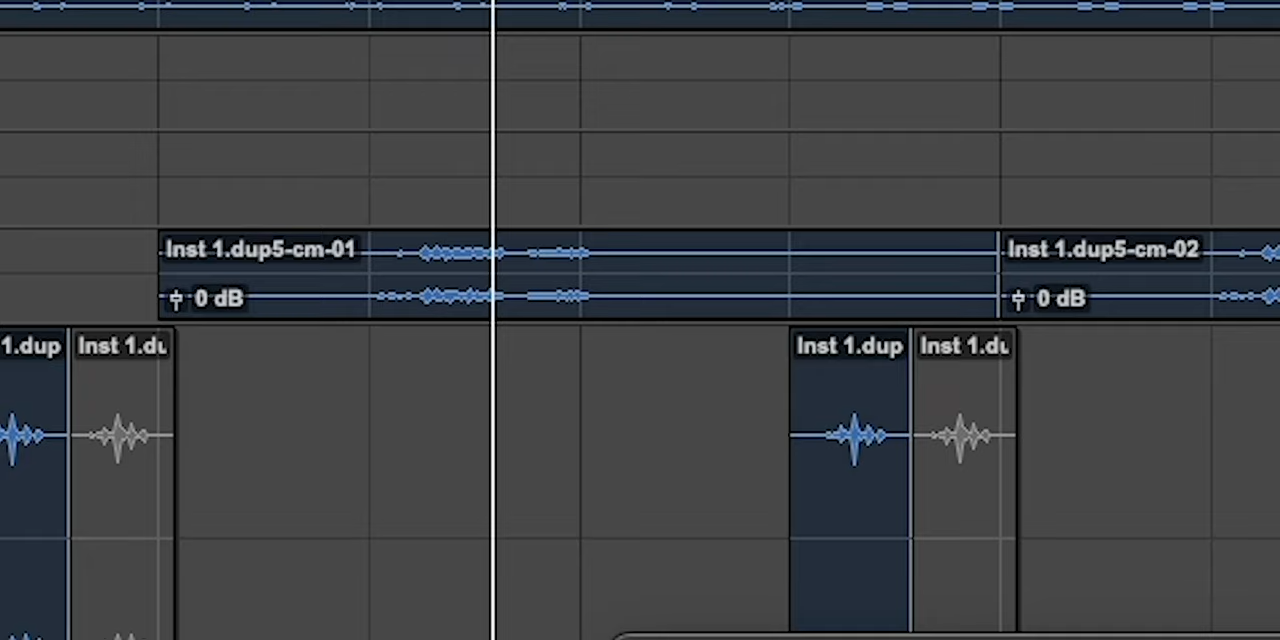 Inst 1.dup5-cm-01
Inst 1.dup5-cm-02
0 dB
0 dB
1.dup
Inst 1.du
Inst 1.dup
Inst 1.du